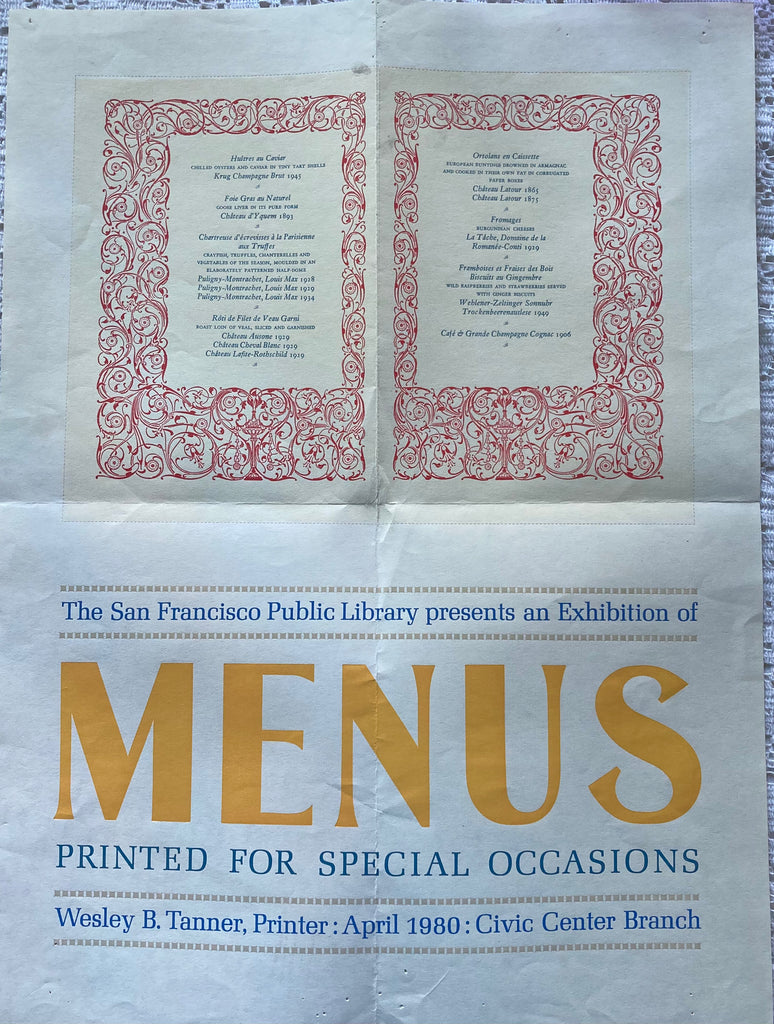 Huîtres au Caviar
CHILLED OYSTERS AND CAVIAR IN TINY TART SHELLS
Krug Champagne Brut 1945
Foie Gras au Naturel
GOOSE LIVER IN ITS PURE FORM
Château d'Yquem 1893
Chartreuse d'écrevisses à la Parisienne
aux Truffes
CRAYFISH, TRUFFLES, CHANTERELLES AND
VEGETABLES OF THE SEASON, MOULDED IN AN
ELABORATELY PATTERNED HALF-DOME
Puligny-Montrachet, Louis Max 1928
Puligny-Montrachet, Louis Max 1929
Puligny-Montrachet, Louis Max 1934
Rôti de Filet de Veau Garni
ROAST LOIN OF VEAL, SLICED AND GARNISHED
Château Ausone 1929
Château Cheval Blanc 1929
Château Lafite-Rothschild 1929
Ortolans en Caissette
EUROPEAN BUNTINGS DROWNED IN ARMAGNAC
AND COOKED IN THEIR OWN FAT IN CORRUGATED
PAPER BOXES
Château Latour 1865
Château Latour 1875
Fromages
BURGUNDIAN CHEESES
La Tâche, Domaine de la
Romanée-Conti 1929
Framboises et Fraises des Bois
Biscuits au Gingembre
WILD RASPBERRIES AND STRAWBERRIES SERVED
WITH GINGER BISCUITS
Wehlener-Zeltinger Sonnuhr
Trockenbeerenauslese 1949
Café & Grande Champagne Cognac 1906
The San Francisco Public Library presents an Exhibition of
MENUS
PRINTED FOR SPECIAL OCCASIONS
Wesley B. Tanner, Printer : April 1980 : Civic Center Branch